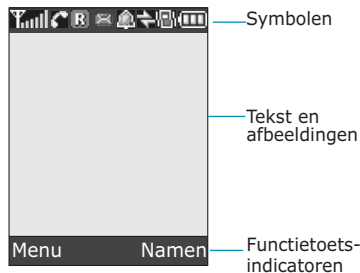 R
Symbolen
Tekst en
afbeeldingen
Menu Namen
Functietoets-
indicatoren